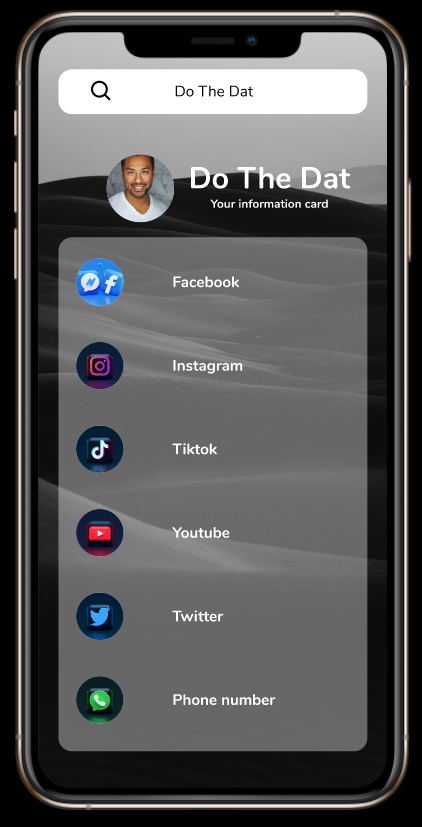 Do The Dat
Do The Dat
Your information card
Facebook
Instagram
Tiktok
Youtube
Twitter
Phone number